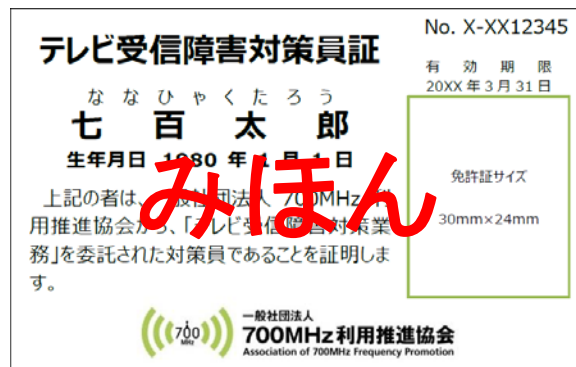 No. X-XX12345
テレビ受信障害対策員証
有効期限
20XX 年 3 月 31 日
ななひゃくたろう
七百太郎
生年月日 1980 年 1 月 1 日
免許証サイズ
30mm×24mm
みほん
上記の者は、一般社団法人 700MHz 利
用推進協会から、「テレビ受信障害対策業
務」を委託された対策員であることを証明しま
す。
700
MHz
一般社団法人
700MHz利用推進協会
Association of 700MHz Frequency Promotion